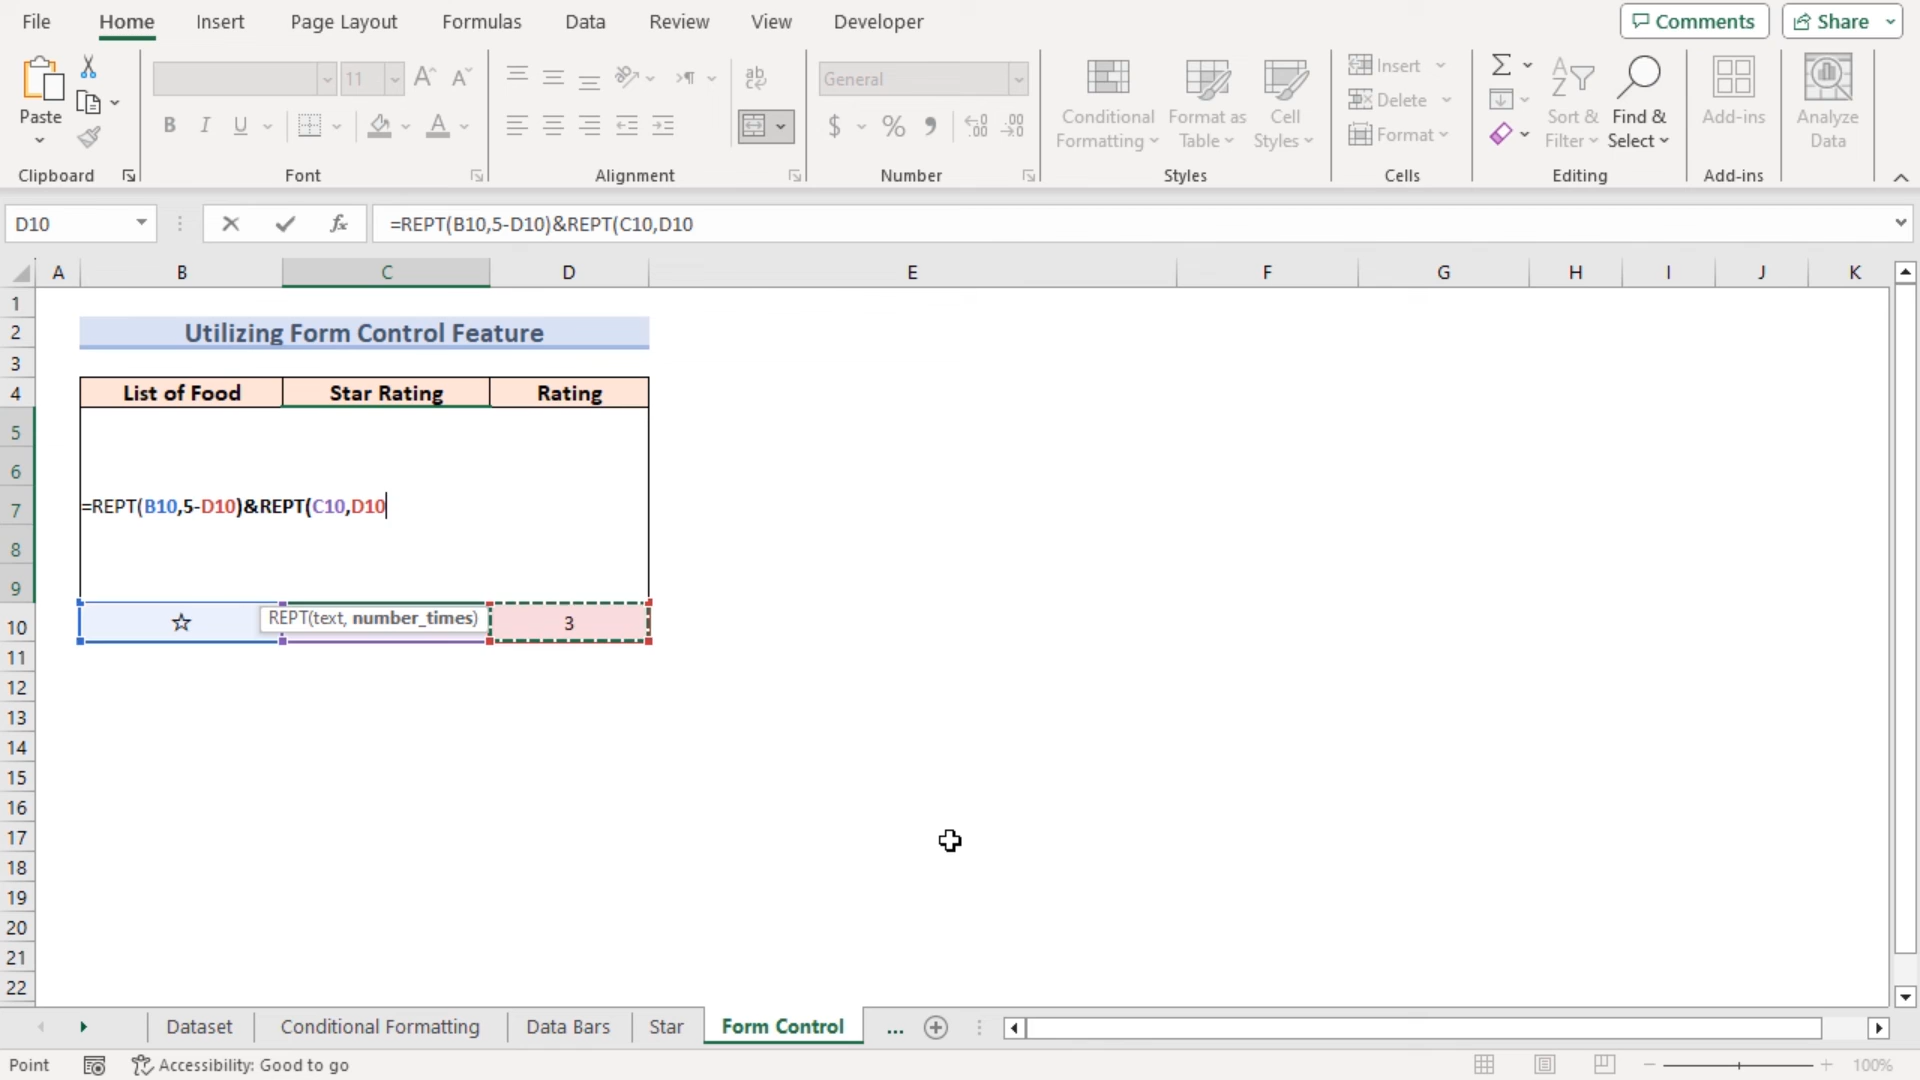 File Home Insert Page Layout Formulas Data Review View Developer Comments Share
Paste 11 A A ab General Insert Σ
B I U A $ % 9 .00 Conditional Formatting Format as Table Cell Styles Delete Format Sort & Filter Find & Select Add-ins Analyze Data
Clipboard Font Alignment Number Styles Cells Editing Add-ins
D10 fx =REPT(B10,5-D10)&REPT(C10,D10
A B C D E F G H I J K
1
2 Utilizing Form Control Feature
3
4 List of Food Star Rating Rating
5
6
7 =REPT(B10,5-D10)&REPT(C10,D10
8
9
10 ☆ REPT(text, number_times) 3
11
12
13
14
15
16
17
18
19
20
21
22
Dataset Conditional Formatting Data Bars Star Form Control ...
Point Accessibility: Good to go 100%